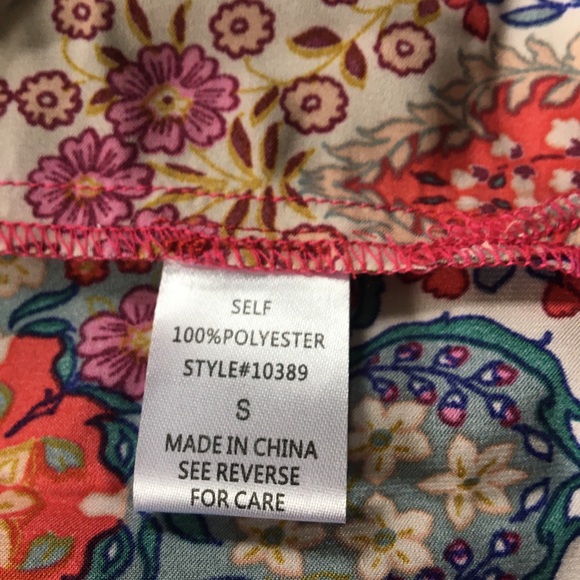 SELF
100%POLYESTER
STYLE#10389
S
MADE IN CHINA
SEE REVERSE
FOR CARE